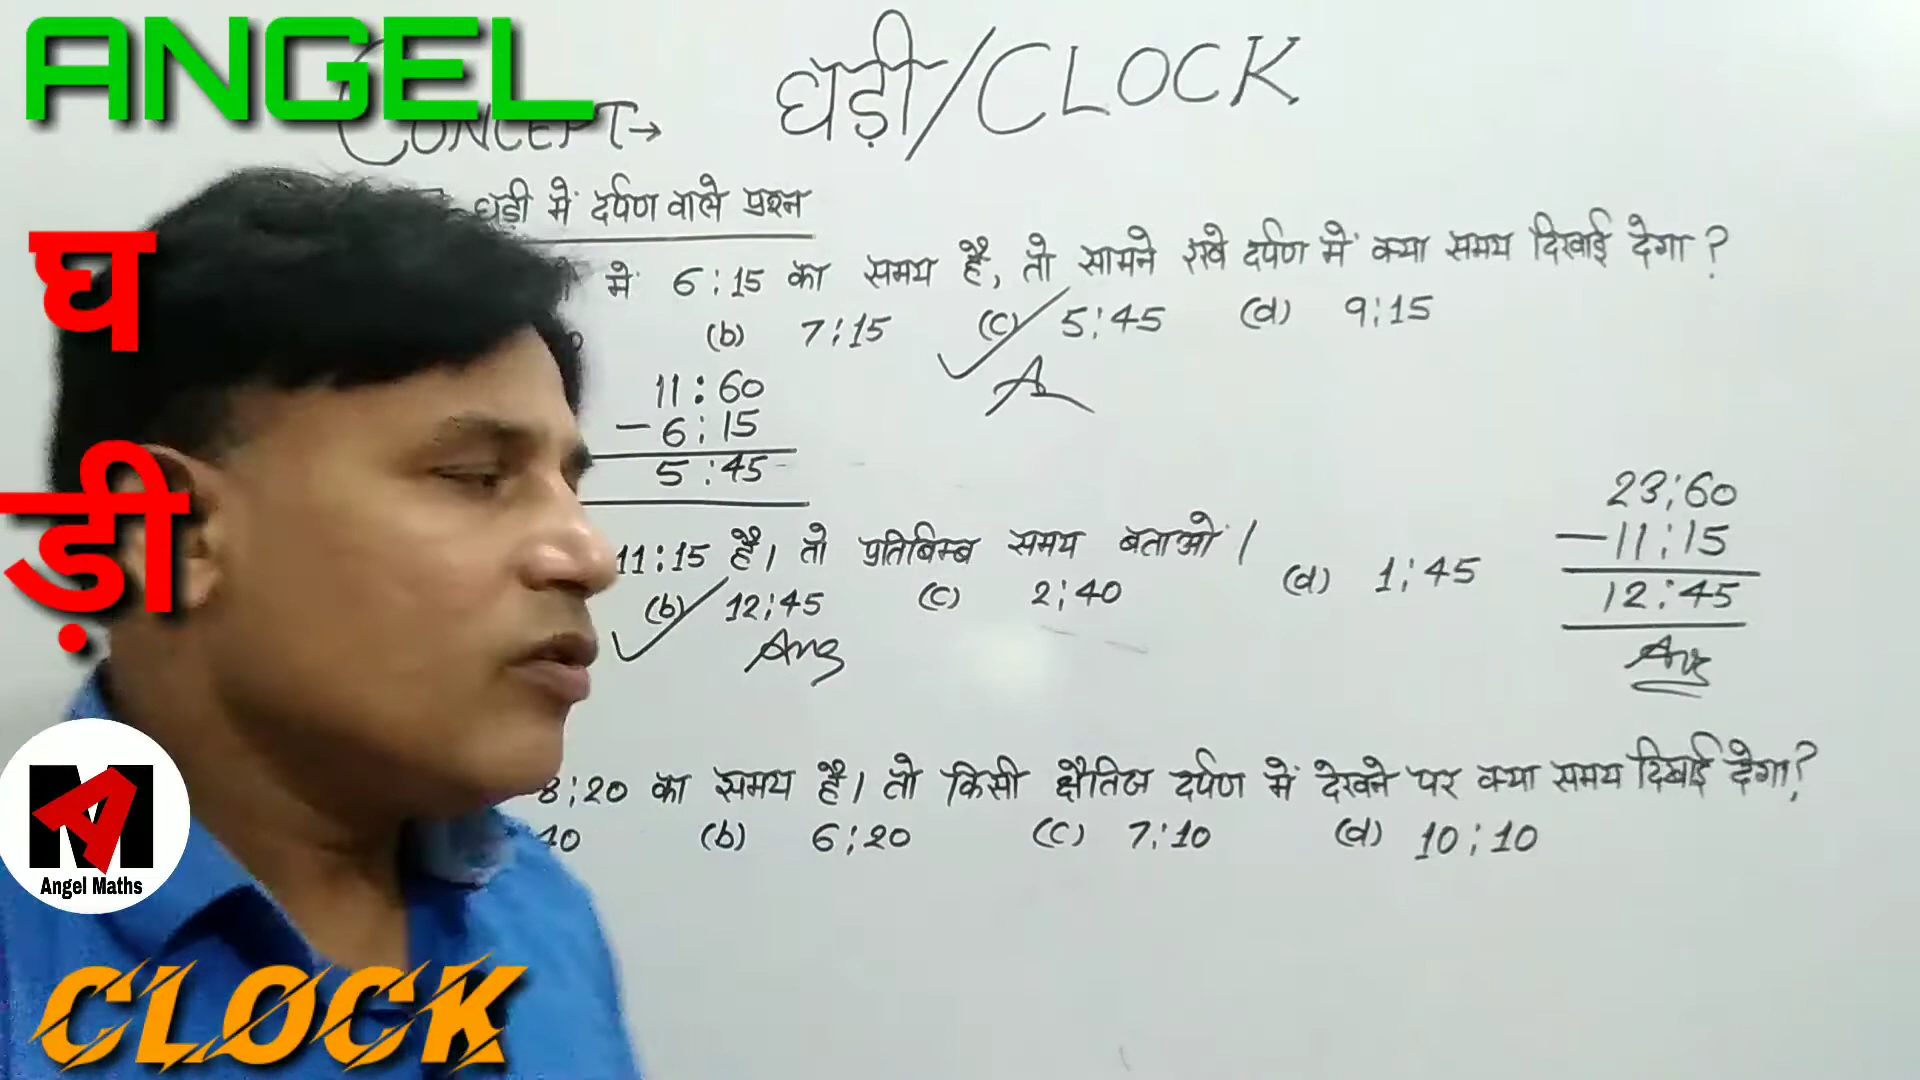 ANGEL
घड़ी/CLOCK
CONCEPT→
घड़ी में दर्पण वाले प्रश्न
में 6:15 का समय है, तो सामने रखे दर्पण में क्या समय दिखाई देगा?
(b) 7:15 (c) 5:45 (d) 9:15
11:60
-6:15
5:45
11:15 है। तो प्रतिबिम्ब समय बताओ।
(b) 12:45 (c) 2:40 (d) 1:45
Ans
23:60
-11:15
12:45
Ans
8:20 का समय है। तो किसी क्षैतिज दर्पण में देखने पर क्या समय दिखाई देगा?
(b) 6:20 (c) 7:10 (d) 10:10
घ
ड़ी
MA
Angel Maths
CLOCK